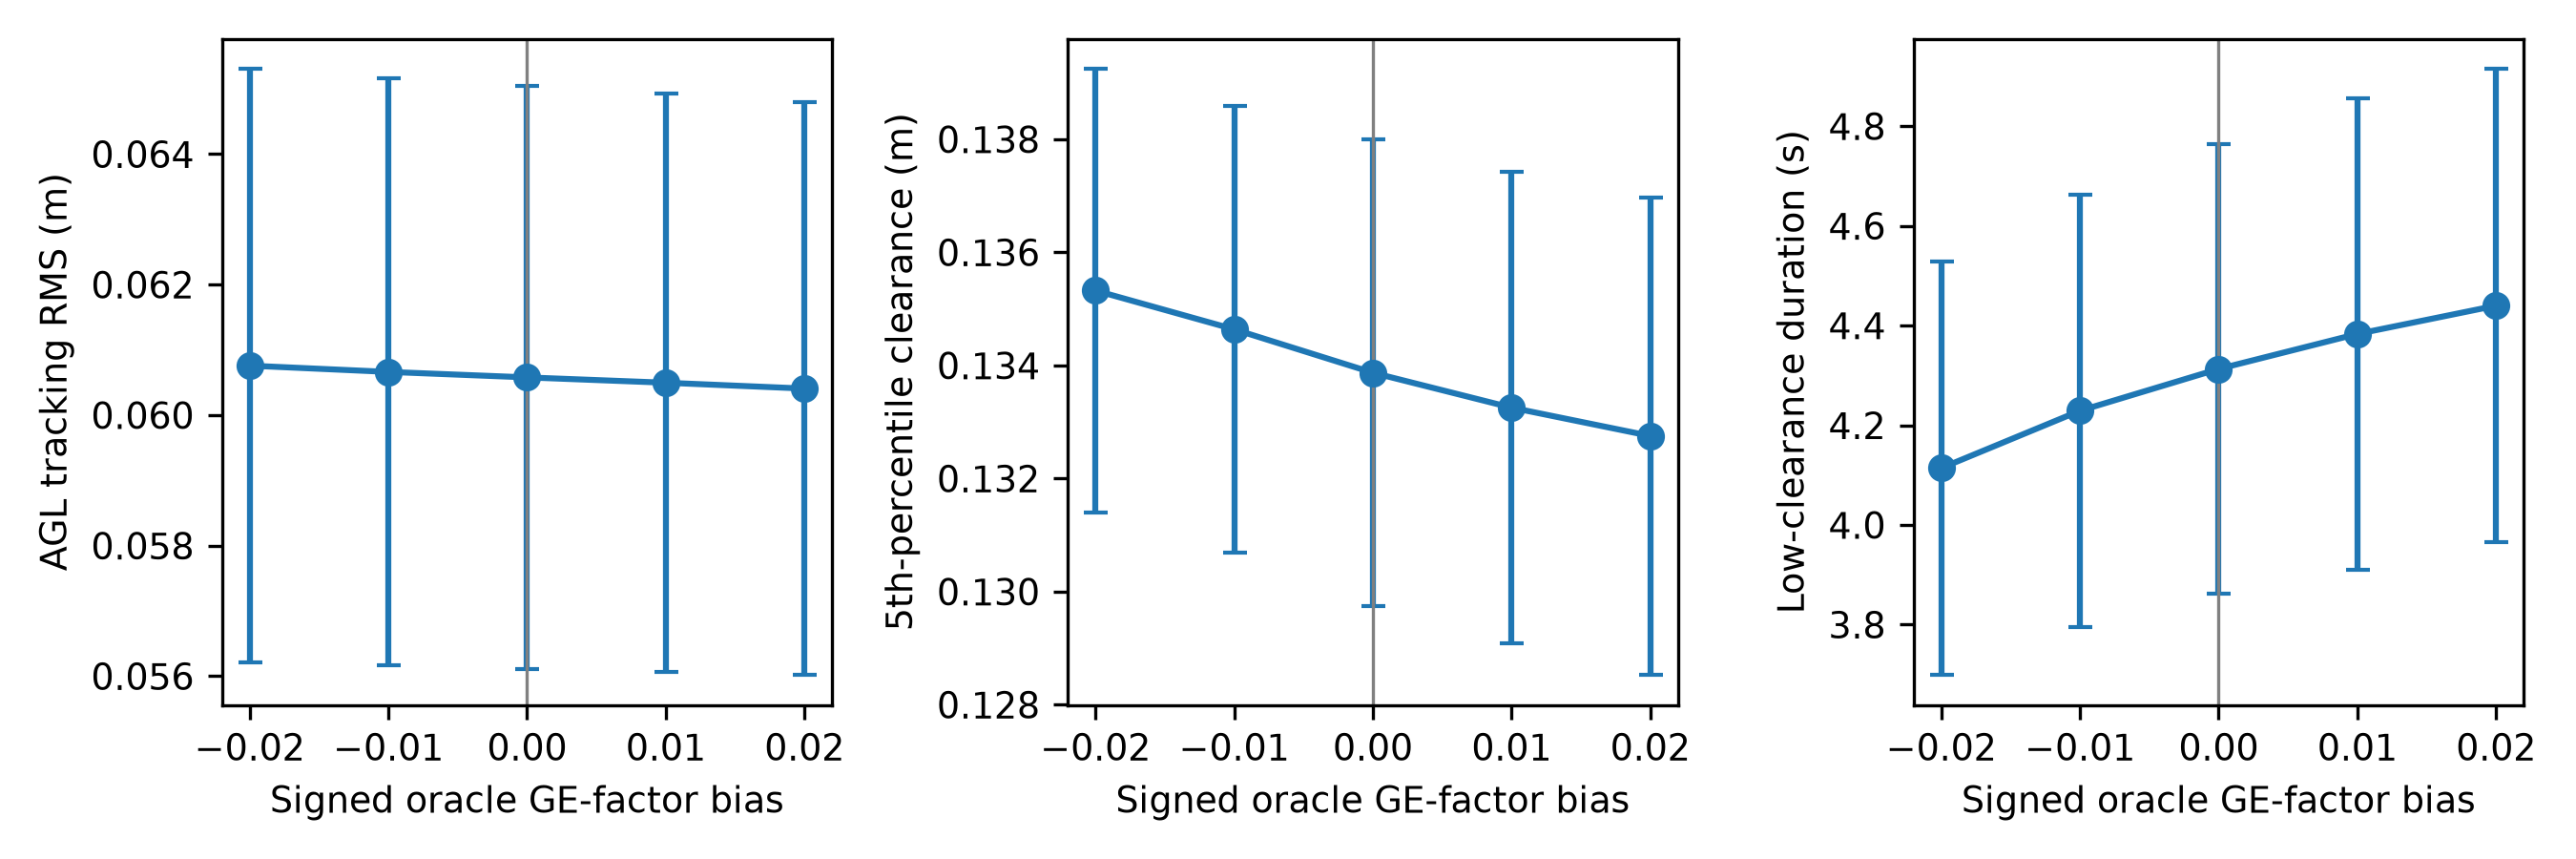 AGL tracking RMS (m)
0.064
0.062
0.060
0.058
0.056
−0.02 −0.01 0.00 0.01 0.02
Signed oracle GE-factor bias
5th-percentile clearance (m)
0.138
0.136
0.134
0.132
0.130
0.128
−0.02 −0.01 0.00 0.01 0.02
Signed oracle GE-factor bias
Low-clearance duration (s)
4.8
4.6
4.4
4.2
4.0
3.8
−0.02 −0.01 0.00 0.01 0.02
Signed oracle GE-factor bias